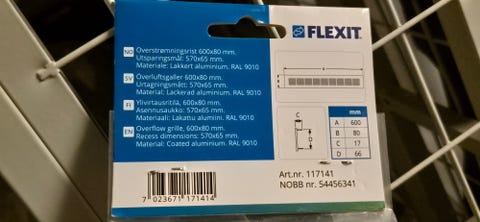 FLEXIT
NO
Overstrømningsrist 600x80 mm.
Utsparingsmål: 570x65 mm.
Materiale: Lakkert aluminium. RAL 9010
SV
Överluftsgaller 600x80 mm.
Urtagningsmått: 570x65 mm.
Material: Lackerad aluminium. RAL 9010
FI
Ylivirtausritilä, 600x80 mm.
Asennusaukko: 570x65 mm.
Materiaali: Lakattu aluminii. RAL 9010
EN
Overflow grille, 600x80 mm.
Recess dimensions: 570x65 mm.
Material: Coated aluminium. RAL 9010
C
D
mm
A 600
B 80
C 17
D 66
Art.nr. 117141
NOBB nr. 54456341
7 023671 171414